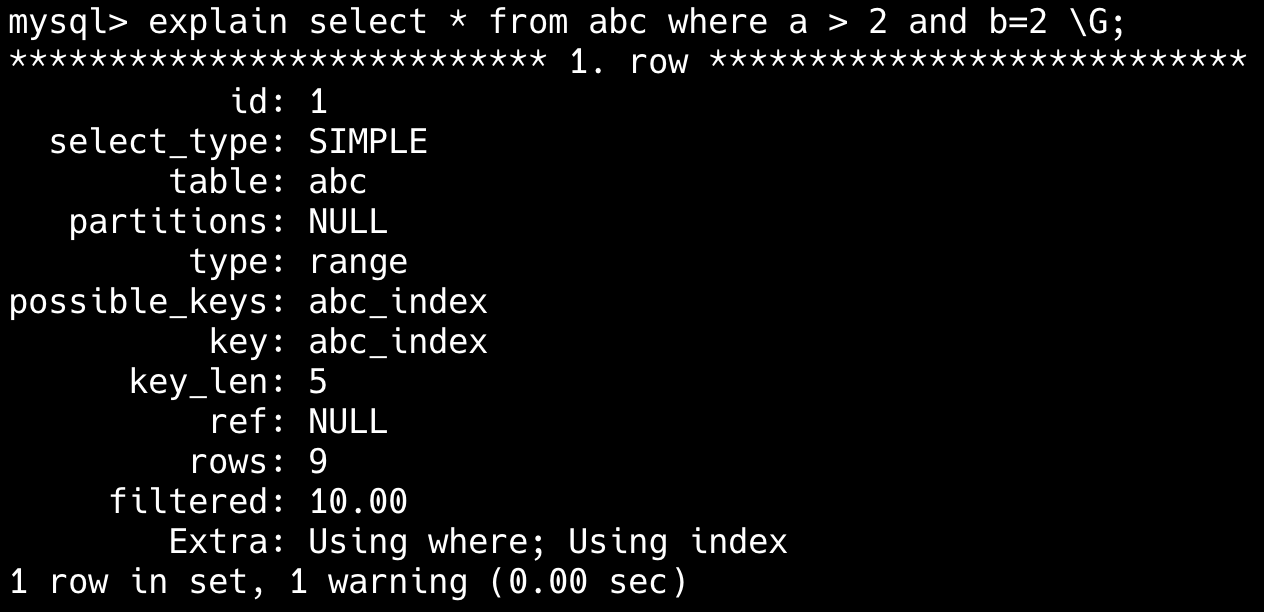 mysql> explain select * from abc where a > 2 and b=2 \G;
*************************** 1. row ***************************
id: 1
select_type: SIMPLE
table: abc
partitions: NULL
type: range
possible_keys: abc_index
key: abc_index
key_len: 5
ref: NULL
rows: 9
filtered: 10.00
Extra: Using where; Using index
1 row in set, 1 warning (0.00 sec)